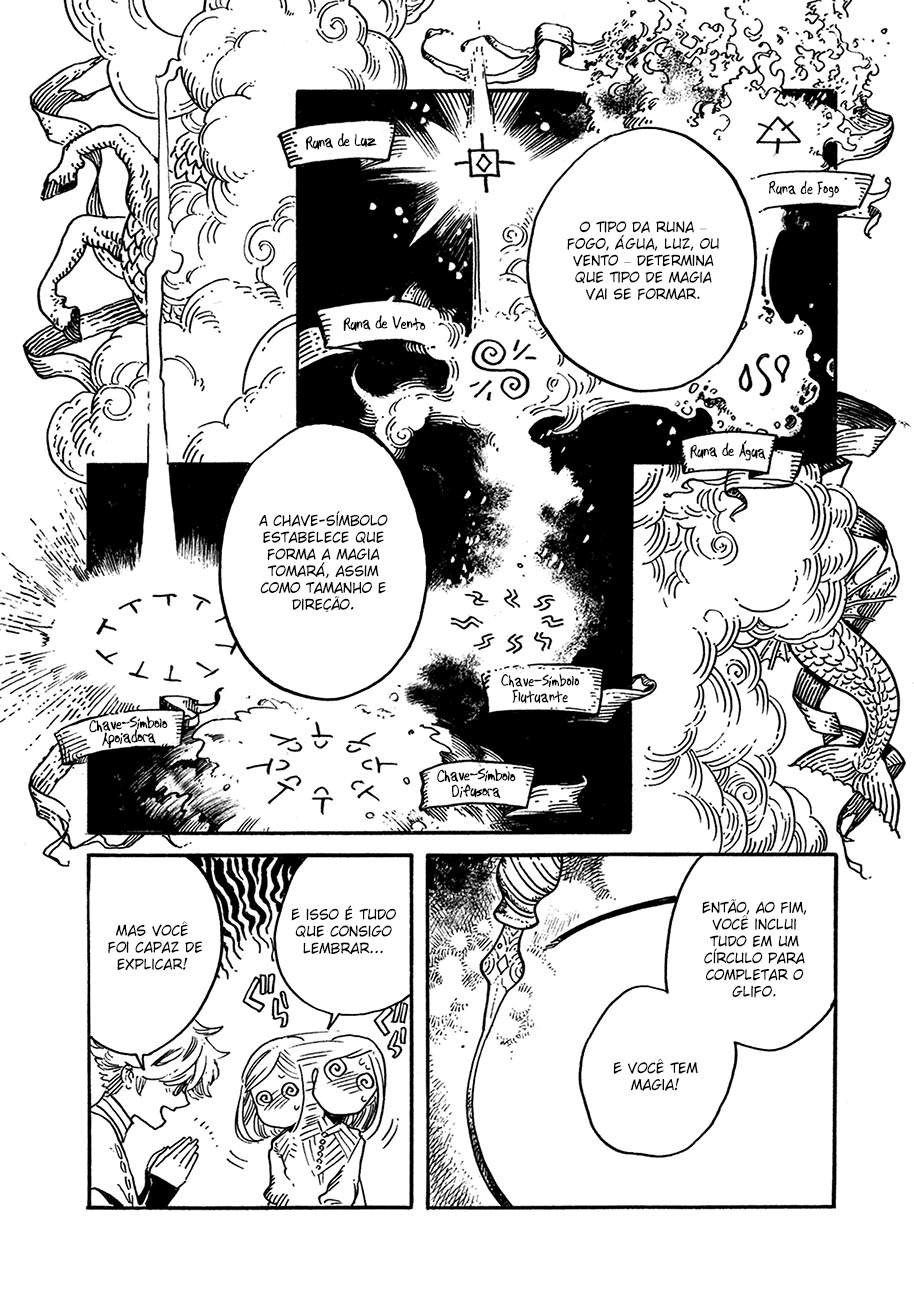 Runa de Luz
Runa de Fogo
O TIPO DA RUNA –
FOGO, ÁGUA, LUZ, OU
VENTO – DETERMINA
QUE TIPO DE MAGIA
VAI SE FORMAR.
Runa de Vento
Runa de Água
A CHAVE-SÍMBOLO
ESTABELECE QUE
FORMA A MAGIA
TOMARÁ, ASSIM
COMO TAMANHO E
DIREÇÃO.
Chave-Símbolo
Flutuante
Chave-Símbolo
Apoiadora
Chave-Símbolo
Difusora
MAS VOCÊ
FOI CAPAZ DE
EXPLICAR!
E ISSO É TUDO
QUE CONSIGO
LEMBRAR...
ENTÃO, AO FIM,
VOCÊ INCLUI
TUDO EM UM
CÍRCULO PARA
COMPLETAR O
GLIFO.
E VOCÊ TEM
MAGIA!